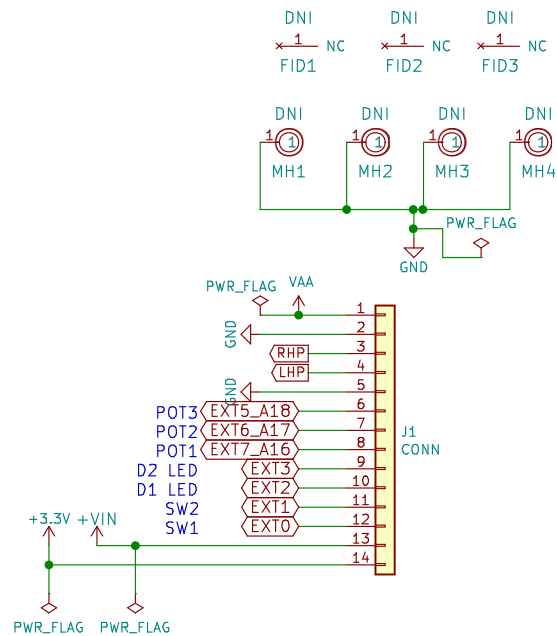 DNI DNI DNI
1 NC 1 NC 1 NC
FID1 FID2 FID3
DNI DNI DNI DNI
1 1 1 1 1 1 1 1
MH1 MH2 MH3 MH4
PWR_FLAG
GND
PWR_FLAG VAA
1
GND 2
RHP 3
LHP 4
GND 5
POT3 EXT5_A18 6
POT2 EXT6_A17 7
POT1 EXT7_A16 8
J1
CONN
D2 LED EXT3 9
D1 LED EXT2 10
SW2 EXT1 11
SW1 EXT0 12
+3.3V +VIN
13
14
PWR_FLAG PWR_FLAG